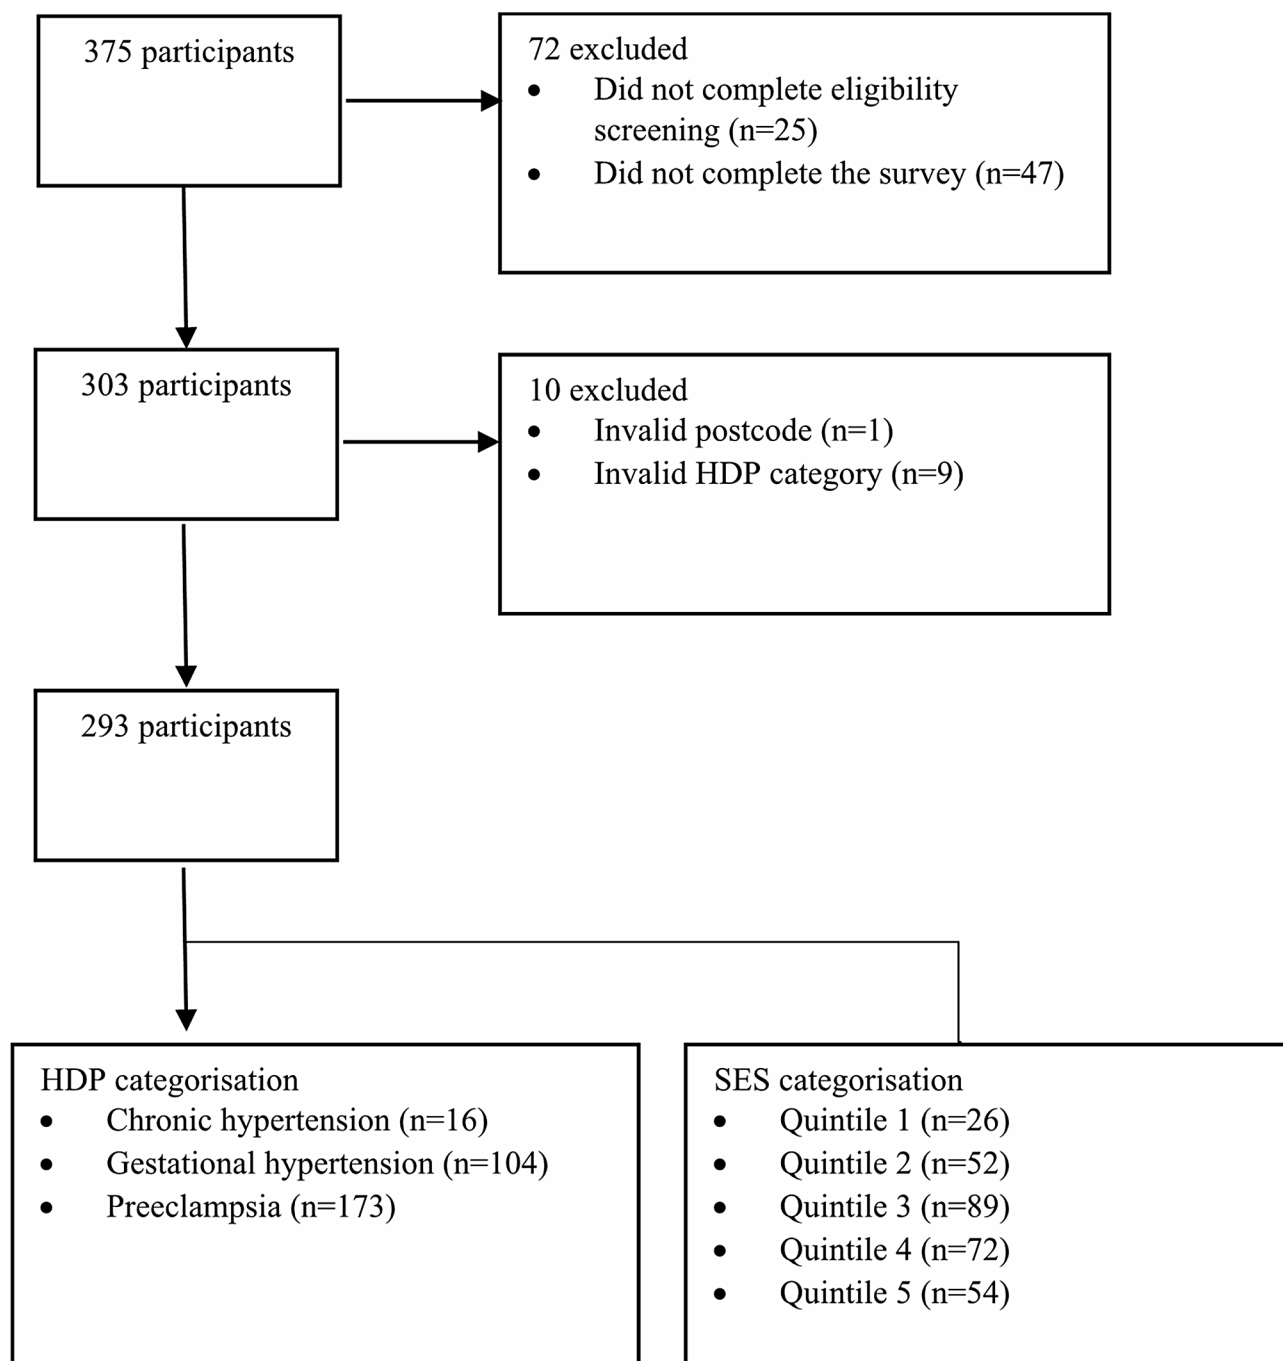 375 participants
72 excluded
• Did not complete eligibility
screening (n=25)
• Did not complete the survey (n=47)
303 participants
10 excluded
• Invalid postcode (n=1)
• Invalid HDP category (n=9)
293 participants
HDP categorisation
• Chronic hypertension (n=16)
• Gestational hypertension (n=104)
• Preeclampsia (n=173)
SES categorisation
• Quintile 1 (n=26)
• Quintile 2 (n=52)
• Quintile 3 (n=89)
• Quintile 4 (n=72)
• Quintile 5 (n=54)